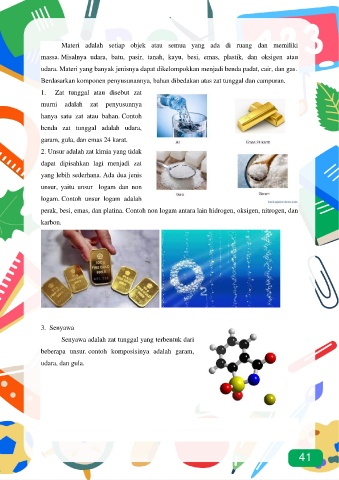 Materi adalah setiap objek atau semua yang ada di ruang dan memiliki
massa. Misalnya udara, batu, pasir, tanah, kayu, besi, emas, plastik, dan oksigen atau
udara. Materi yang banyak jenisnya dapat dikelompokkan menjadi benda padat, cair, dan gas.
Berdasarkan komponen penyusunannya, bahan dibedakan atas zat tunggal dan campuran.
1. Zat tunggal atau disebut zat
murni adalah zat penyusunnya
hanya satu zat atau bahan. Contoh
benda zat tunggal adalah udara,
garam, gula, dan emas 24 karat.
Air
Emas 24 karat
2. Unsur adalah zat kimia yang tidak
dapat dipisahkan lagi menjadi zat
yang lebih sederhana. Ada dua jenis
unsur, yaitu unsur logam dan non
logam. Contoh unsur logam adalah
Gula
Garam
perak, besi, emas, dan platina. Contoh non logam antara lain hidrogen, oksigen, nitrogen, dan
karbon.
FINE GOLD
O2
3. Senyawa
Senyawa adalah zat tunggal yang terbentuk dari
beberapa unsur. contoh komposisinya adalah garam,
udara, dan gula.
41